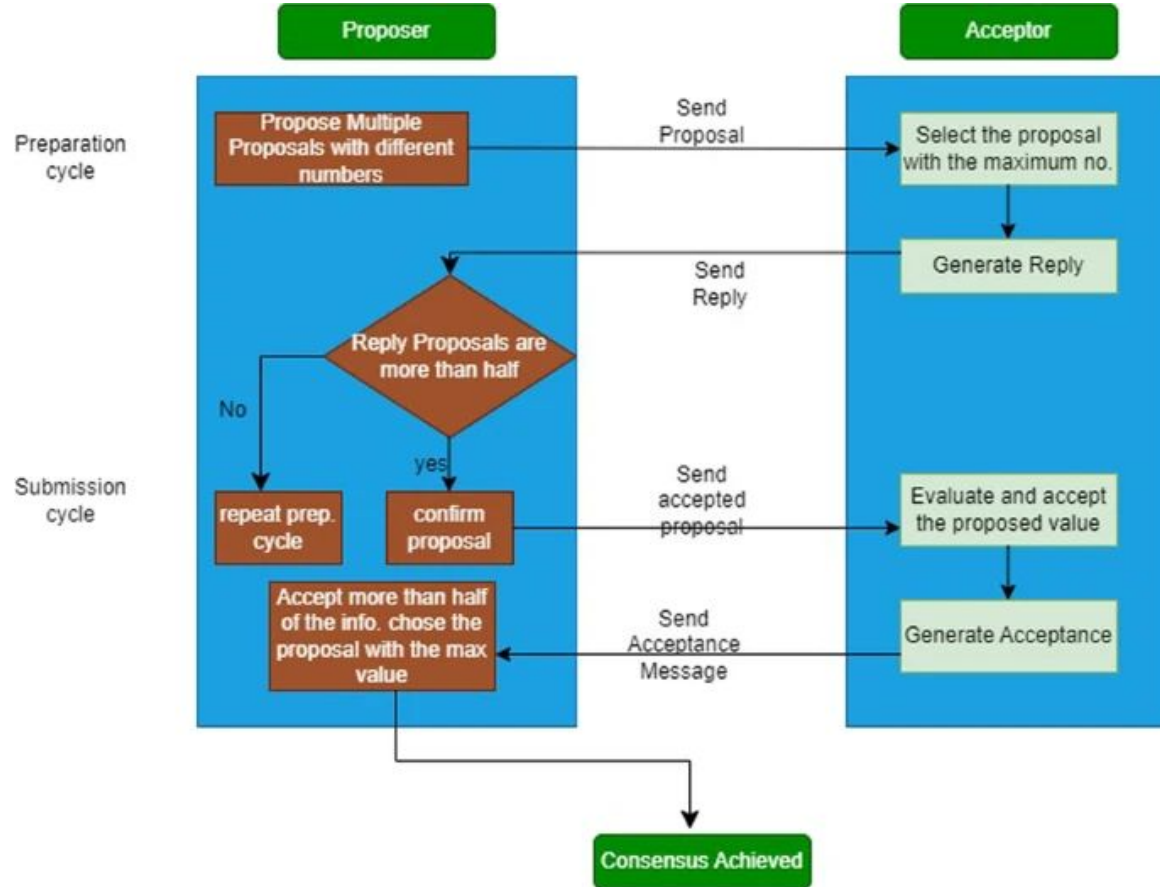 Proposer
Acceptor
Preparation
cycle
Propose Multiple
Proposals with different
numbers
Send
Proposal
Select the proposal
with the maximum no.
Send
Reply
Generate Reply
Reply Proposals are
more than half
No
yes
Submission
cycle
repeat prep.
cycle
confirm
proposal
Send
accepted
proposal
Evaluate and accept
the proposed value
Accept more than half
of the info. chose the
proposal with the max
value
Send
Acceptance
Message
Generate Acceptance
Consensus Achieved